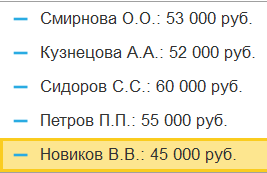 Смирнова О.О.: 53 000 руб.
Кузнецова А.А.: 52 000 руб.
Сидоров С.С.: 60 000 руб.
Петров П.П.: 55 000 руб.
Новиков В.В.: 45 000 руб.